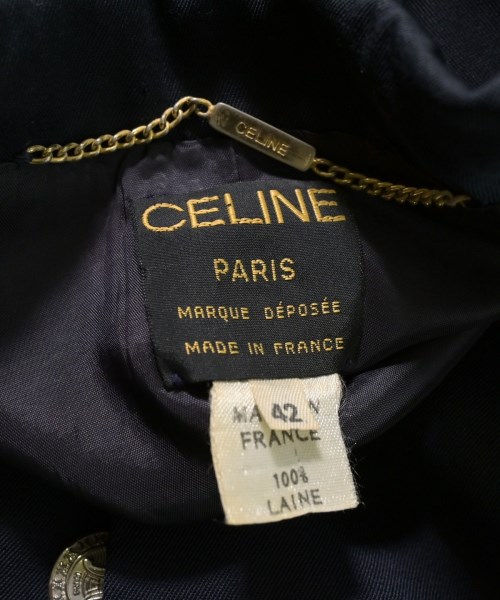 CELINE
CELINE
PARIS
MARQUE DÉPOSÉE
MADE IN FRANCE
42
FRANCE
100%
LAINE